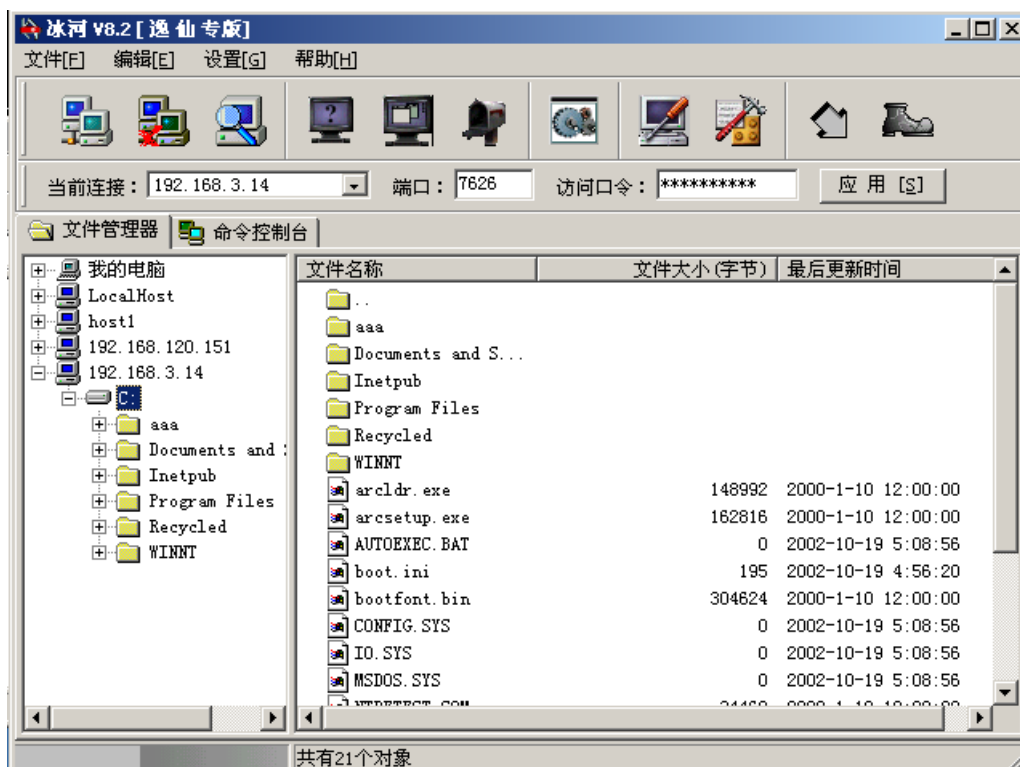 冰河 V8.2 [ 逸 仙 专版]
文件[F] 编辑[E] 设置[G] 帮助[H]
当前连接： 192.168.3.14 端口： 7626 访问口令： ********** 应 用 [S]
文件管理器 命令控制台
我的电脑
LocalHost
host1
192.168.120.151
192.168.3.14
C:
aaa
Documents and
Inetpub
Program Files
Recycled
WINNT
文件名称 文件大小(字节) 最后更新时间
..
aaa
Documents and S...
Inetpub
Program Files
Recycled
WINNT
arcldr.exe 148992 2000-1-10 12:00:00
arcsetup.exe 162816 2000-1-10 12:00:00
AUTOEXEC.BAT 0 2002-10-19 5:08:56
boot.ini 195 2002-10-19 4:56:20
bootfont.bin 304624 2000-1-10 12:00:00
CONFIG.SYS 0 2002-10-19 5:08:56
IO.SYS 0 2002-10-19 5:08:56
MSDOS.SYS 0 2002-10-19 5:08:56
共有21个对象